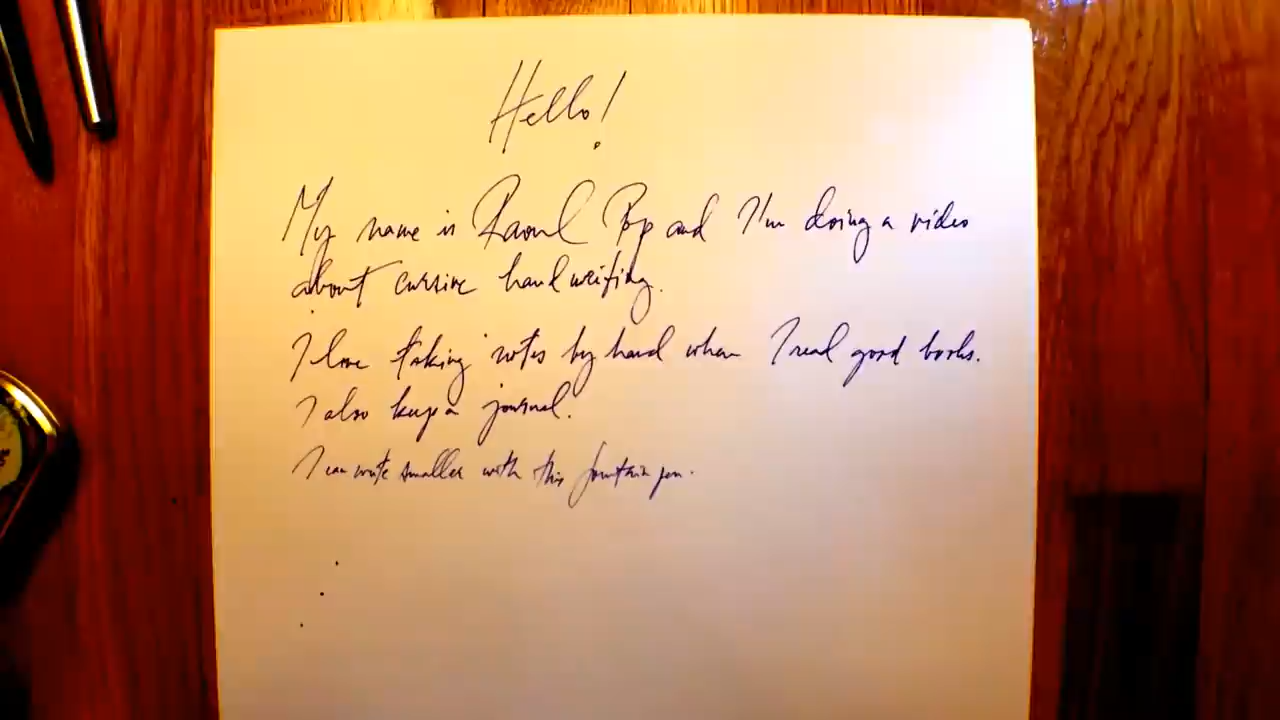 Hello!
My name is Raoul Pop and I'm doing a video
about cursive handwriting.
I love taking notes by hand when I read good books.
I also keep a journal.
I can write smaller with this fountain pen.